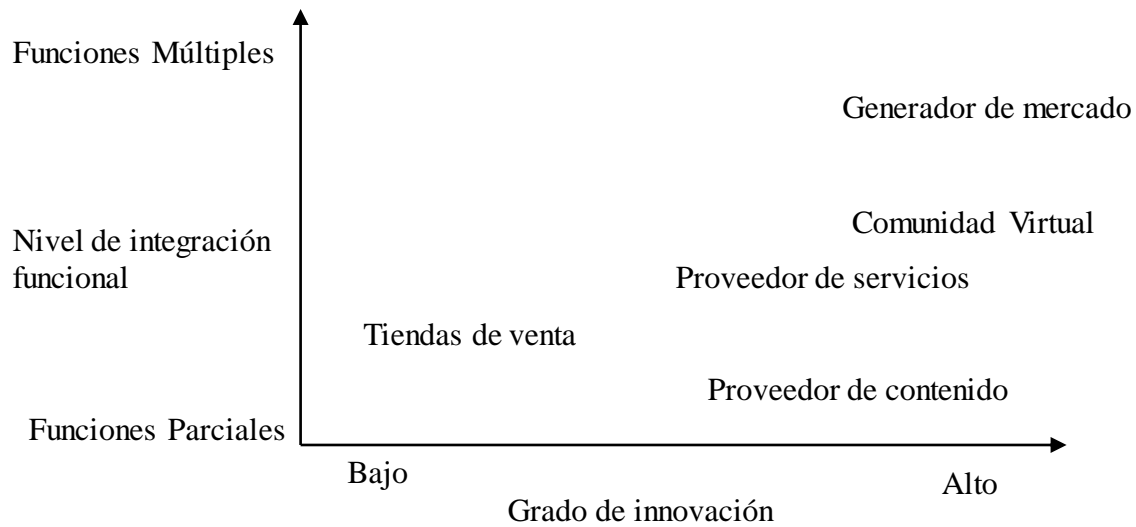 Funciones Múltiples
Generador de mercado
Comunidad Virtual
Nivel de integración
funcional
Proveedor de servicios
Tiendas de venta
Proveedor de contenido
Funciones Parciales
Bajo
Alto
Grado de innovación